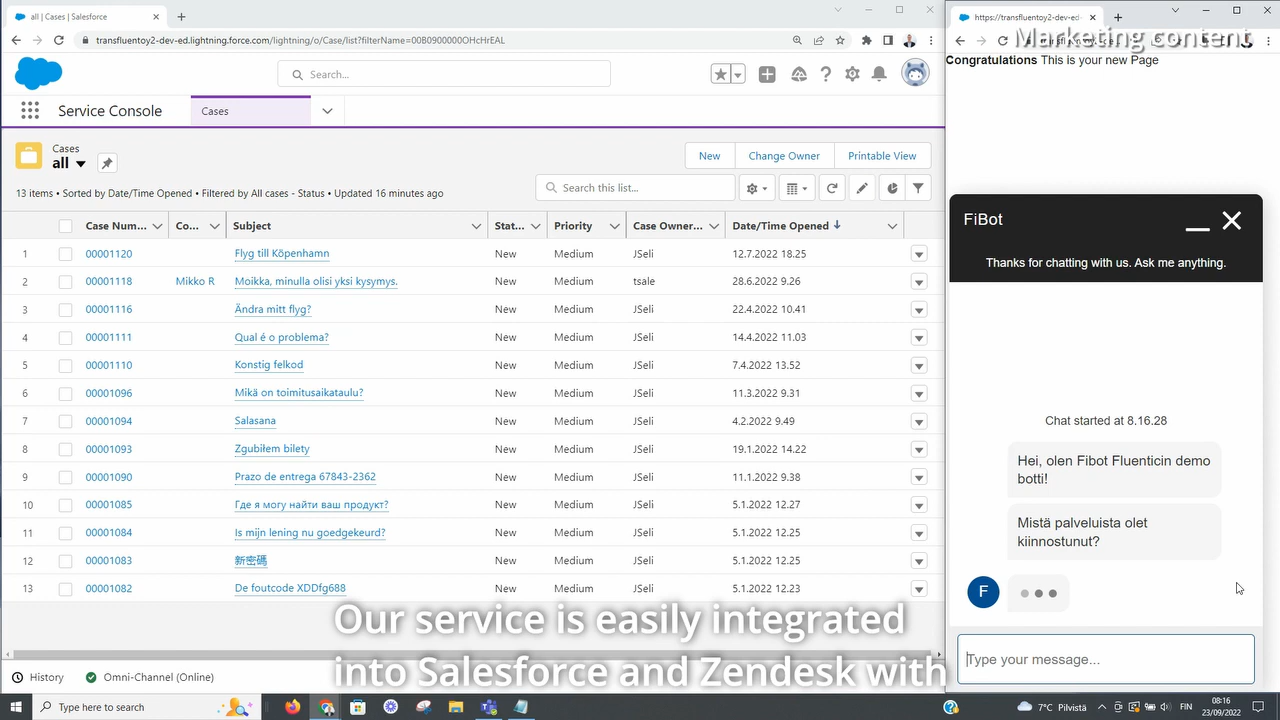 all | Cases | Salesforce
transfluentoy2-dev-ed.lightning.force.com/lightning/o/Case/list?filterName=00B0900000OHcHrEAL
Search...
Service Console
Cases
Cases
all
New
Change Owner
Printable View
13 items • Sorted by Date/Time Opened • Filtered by All cases - Status • Updated 16 minutes ago
Search this list...
Case Num... Co... Subject Stat... Priority Case Owner... Date/Time Opened
1 00001120 Flyg till Köpenhamn New Medium JSeli 12.7.2022 18.25
2 00001118 Mikko Moikka, minulla olisi yksi kysymys. New Medium tsale 28.6.2022 9.26
3 00001116 Ändra mitt flyg? New Medium JSeli 22.4.2022 10.41
4 00001111 Qual é o problema? New Medium JSeli 14.4.2022 11.03
5 00001110 Konstig felkod New Medium JSeli 7.4.2022 13.52
6 00001096 Mikä on toimitusaikataulu? New Medium JSeli 11.3.2022 9.31
7 00001094 Salasana New Medium JSeli 4.2.2022 9.49
8 00001093 Zgubiłem bilety New Medium JSeli 19.1.2022 14.22
9 00001090 Prazo de entrega 67843-2362 New Medium JSeli 11.1.2022 9.38
10 00001085 Где я могу найти ваш продукт? New Medium JSeli 5.1.2022 12.27
11 00001084 Is mijn lening nu goedgekeurd? New Medium JSeli 5.1.2022 12.25
12 00001083 新密碼 New Medium JSeli 5.1.2022 12.25
13 00001082 De foutcode XDDfg688 New Medium JSeli 5.1.2022 12.23
https://transfluentoy2-dev-ed
Marketing content
Congratulations This is your new Page
FiBot
Thanks for chatting with us. Ask me anything.
Chat started at 8.16.28
Hei, olen Fibot Fluenticin demo
botti!
Mistä palveluista olet
kiinnostunut?
F
Type your message...
Our service is easily integrated
into Salesforce and Zendesk with
History
Omni-Channel (Online)
Type here to search
7°C Pilvistä
FIN
08:16
23/09/2022